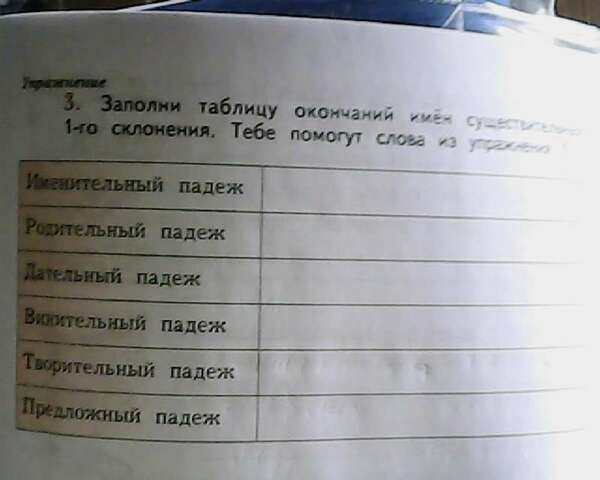 Упражнение
3. Заполни таблицу окончаний имён
1-го склонения. Тебе помогут слова из упражнения
Именительный падеж
Родительный падеж
Дательный падеж
Винительный падеж
Творительный падеж
Предложный падеж